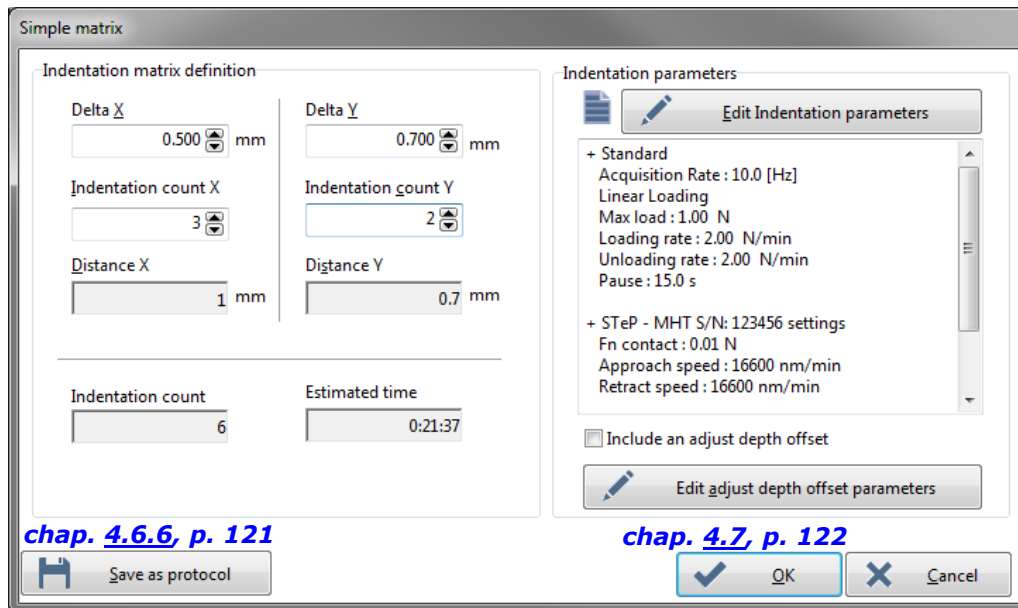 Simple matrix
Indentation matrix definition
Delta X
Delta Y
0.500 mm
0.700 mm
Indentation count X
Indentation count Y
3
2
Distance X
Distance Y
1 mm
0.7 mm
Indentation count
Estimated time
6
0:21:37
Indentation parameters
Edit Indentation parameters
+ Standard
Acquisition Rate : 10.0 [Hz]
Linear Loading
Max load : 1.00 N
Loading rate : 2.00 N/min
Unloading rate : 2.00 N/min
Pause : 15.0 s
+ STeP - MHT S/N: 123456 settings
Fn contact : 0.01 N
Approach speed : 16600 nm/min
Retract speed : 16600 nm/min
Include an adjust depth offset
Edit adjust depth offset parameters
chap. 4.6.6, p. 121
chap. 4.7, p. 122
Save as protocol
OK
Cancel